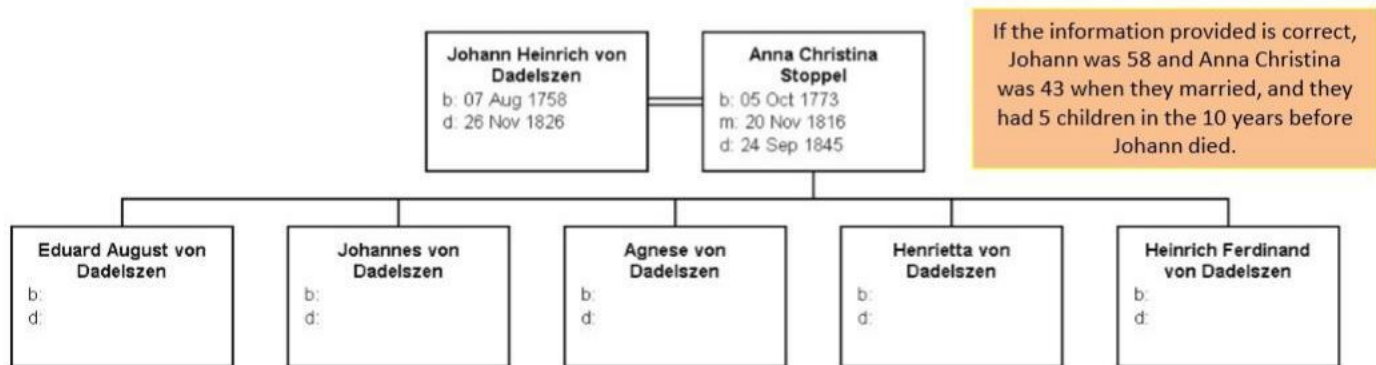 Johann Heinrich von
Dadelszen
b: 07 Aug 1758
d: 26 Nov 1826
Anna Christina
Stoppel
b: 05 Oct 1773
m: 20 Nov 1816
d: 24 Sep 1845
If the information provided is correct,
Johann was 58 and Anna Christina
was 43 when they married, and they
had 5 children in the 10 years before
Johann died.
Eduard August von
Dadelszen
b:
d:
Johannes von
Dadelszen
b:
d:
Agnese von
Dadelszen
b:
d:
Henrietta von
Dadelszen
b:
d:
Heinrich Ferdinand
von Dadelszen
b:
d: